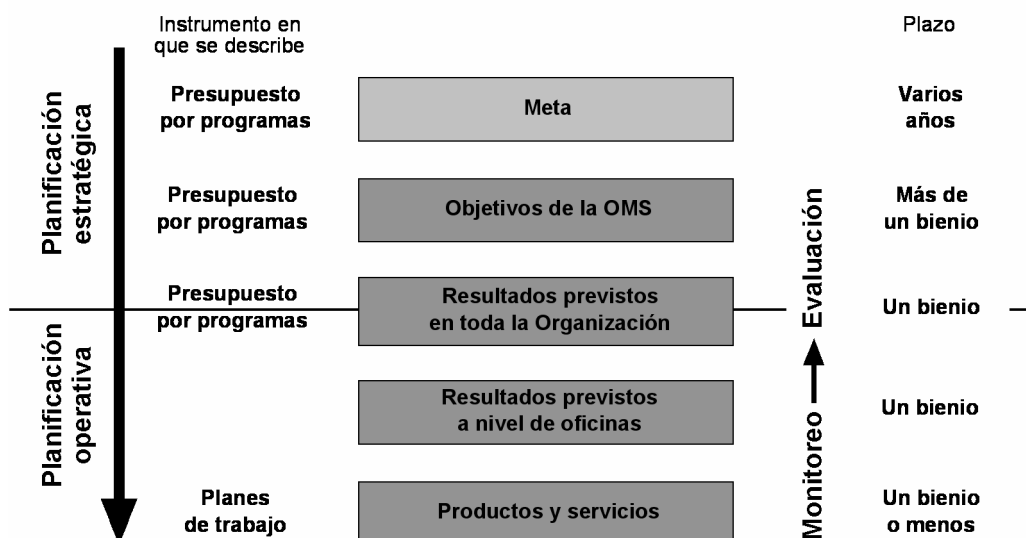 Instrumento en
que se describe
Plazo
Planificación
estratégica
Presupuesto
por programas
Meta
Varios
años
Presupuesto
por programas
Objetivos de la OMS
Más de
un bienio
Evaluación
Presupuesto
por programas
Resultados previstos
en toda la Organización
Un bienio
Planificación
operativa
Resultados previstos
a nivel de oficinas
Un bienio
Monitoreo
Planes
de trabajo
Productos y servicios
Un bienio
o menos